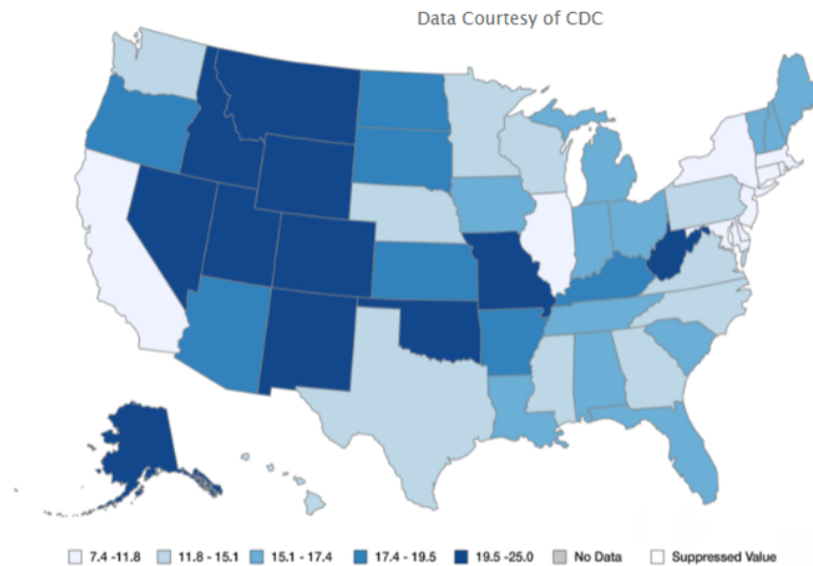 Data Courtesy of CDC
7.4 -11.8 11.8 - 15.1 15.1 - 17.4 17.4 - 19.5 19.5 -25.0 No Data Suppressed Value